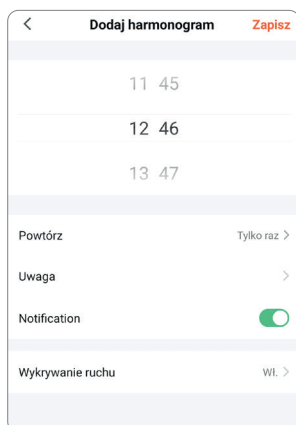 Dodaj harmonogram Zapisz
11 45
12 46
13 47
Powtórz Tylko raz
Uwaga
Notification
Wykrywanie ruchu Wł.